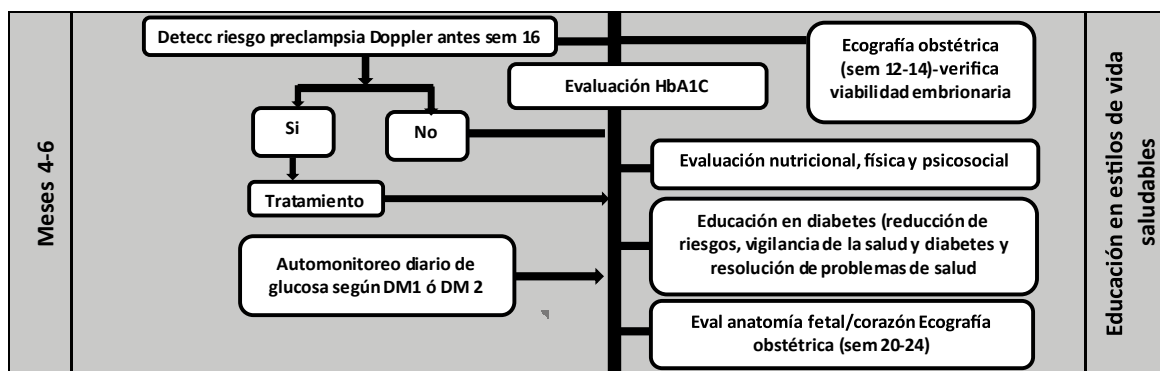 Meses 4-6
Detecc riesgo preclampsia Doppler antes sem 16
Si
No
Tratamiento
Automonitoreo diario de
glucosa según DM1 ó DM 2
Evaluación HbA1C
Ecografía obstétrica
(sem 12-14)-verifica
viabilidad embrionaria
Evaluación nutricional, física y psicosocial
Educación en diabetes (reducción de
riesgos, vigilancia de la salud y diabetes y
resolución de problemas de salud
Eval anatomía fetal/corazón Ecografía
obstétrica (sem 20-24)
Educación en estilos de vida
saludables